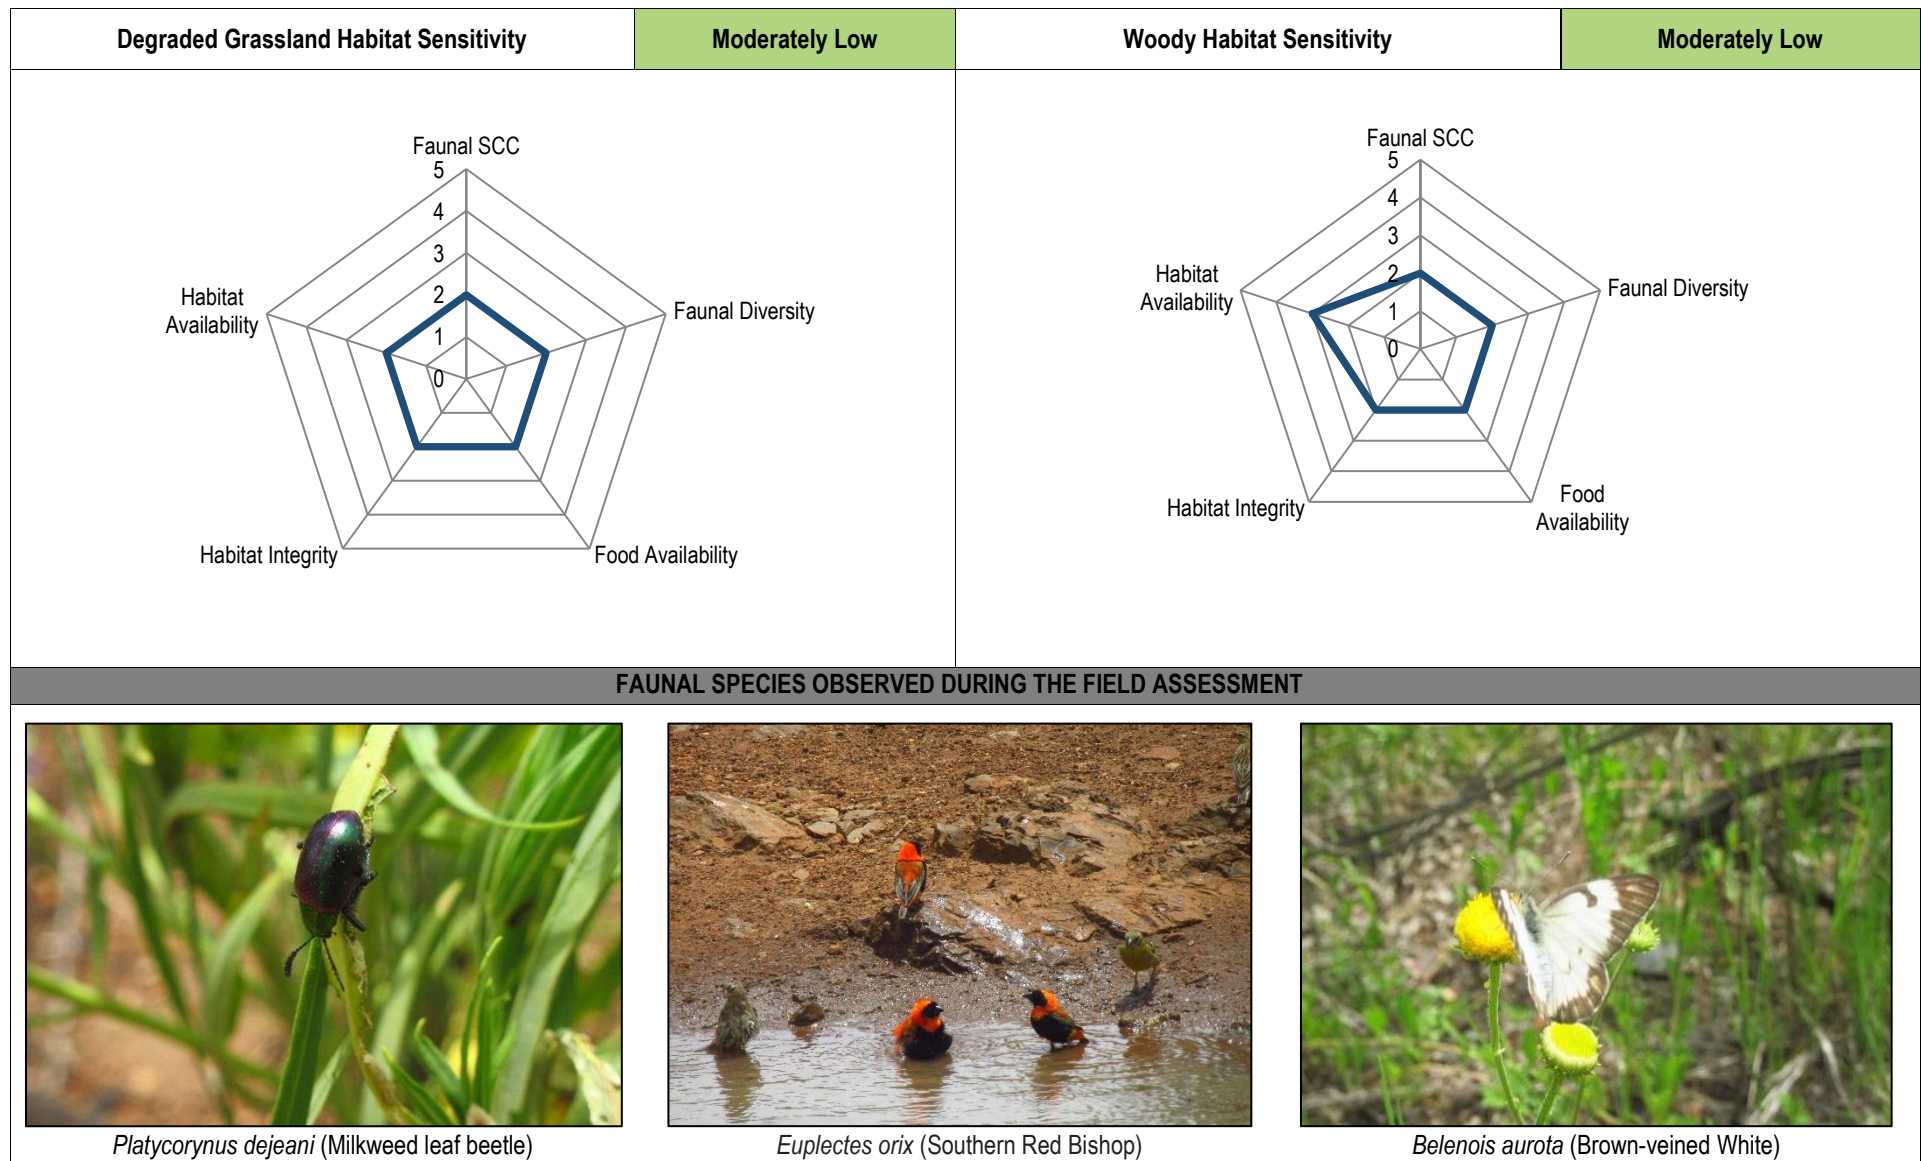 Degraded Grassland Habitat Sensitivity
Moderately Low
Woody Habitat Sensitivity
Moderately Low
Faunal SCC
5
4
3
2
1
0
Faunal Diversity
Food Availability
Habitat Integrity
Habitat
Availability
Faunal SCC
5
4
3
2
1
0
Faunal Diversity
Food
Availability
Habitat Integrity
Habitat
Availability
FAUNAL SPECIES OBSERVED DURING THE FIELD ASSESSMENT
Platycorynus dejeani (Milkweed leaf beetle)
Euplectes orix (Southern Red Bishop)
Belenois aurota (Brown-veined White)